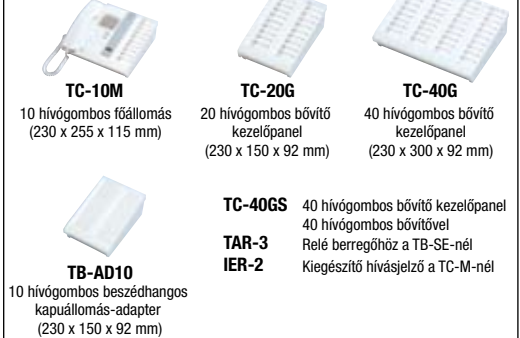 TC-10M
10 hívógombos főállomás
(230 x 255 x 115 mm)
TC-20G
20 hívógombos bővítő
kezelőpanel
(230 x 150 x 92 mm)
TC-40G
40 hívógombos bővítő
kezelőpanel
(230 x 300 x 92 mm)
TB-AD10
10 hívógombos beszédhangos
kapuállomás-adapter
(230 x 150 x 92 mm)
TC-40GS 40 hívógombos bővítő kezelőpanel
40 hívógombos bővítővel
TAR-3 Relé berregőhöz a TB-SE-nél
IER-2 Kiegészítő hívásjelző a TC-M-nél